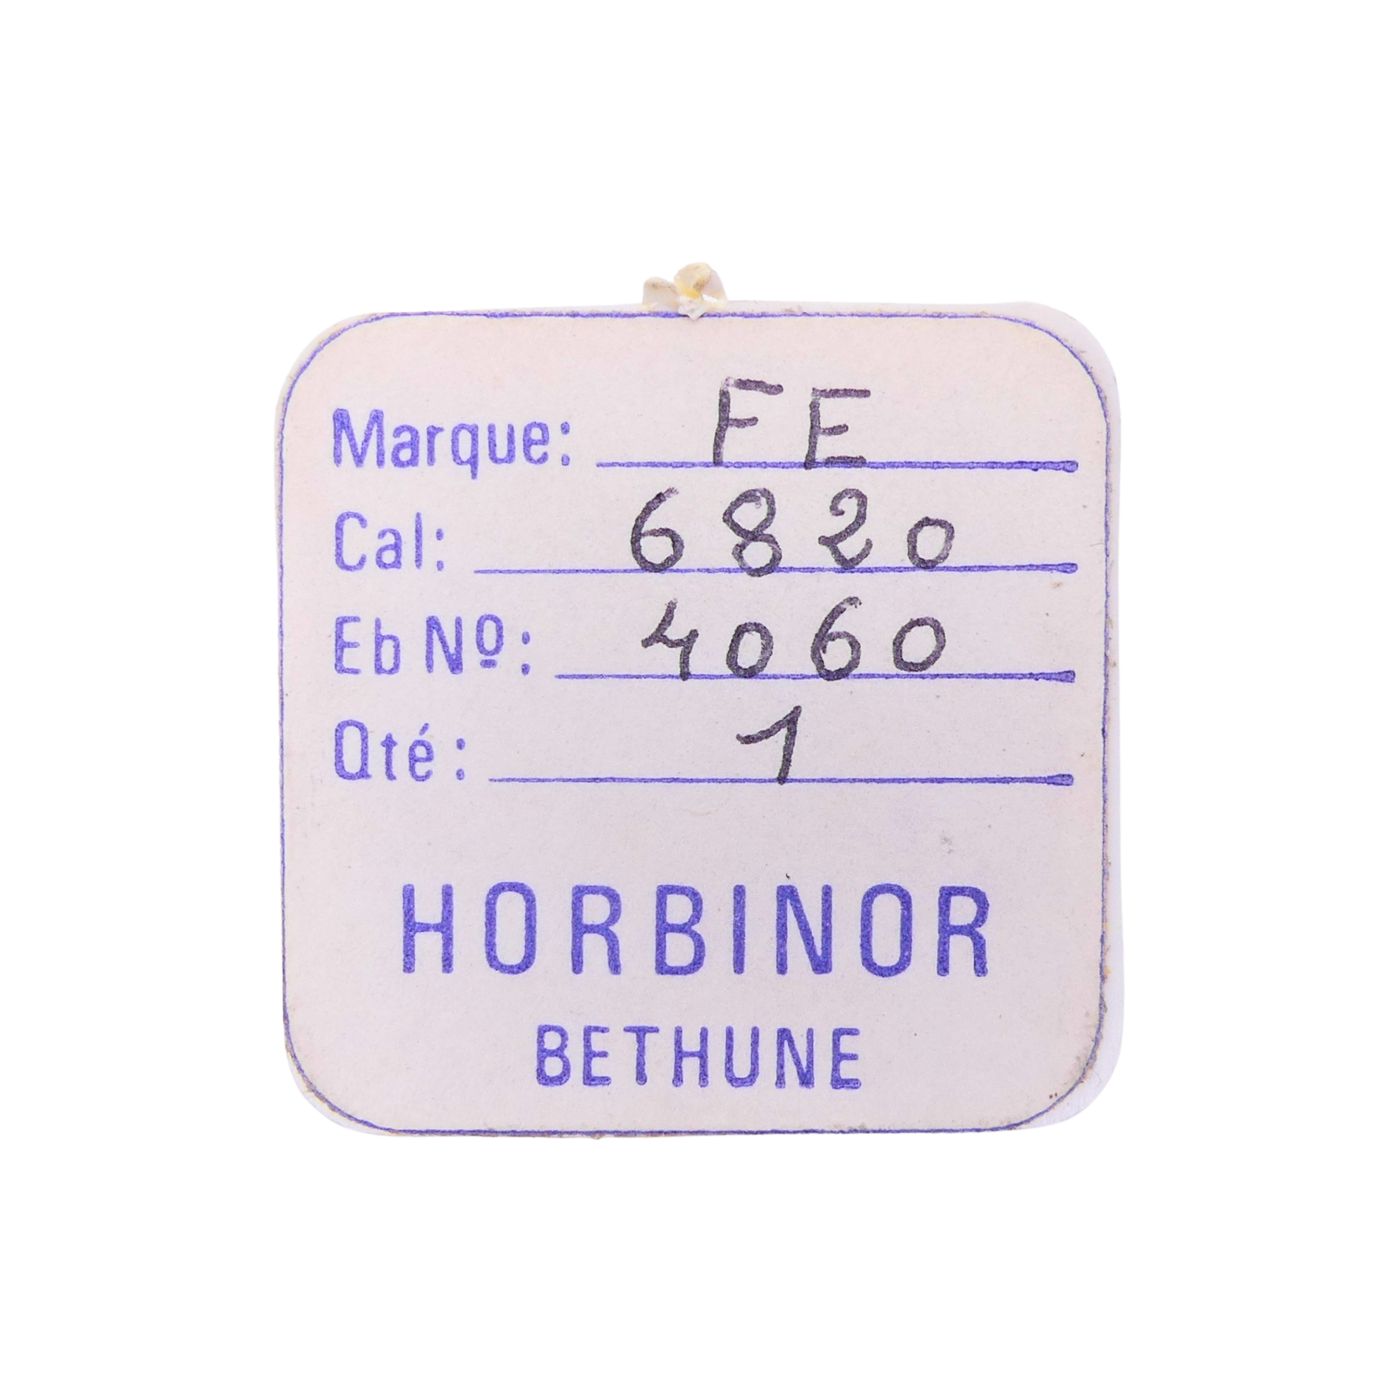 Marque: FE
Cal: 6820
Eb Nº: 4060
Qté: 1
HORBINOR
BETHUNE